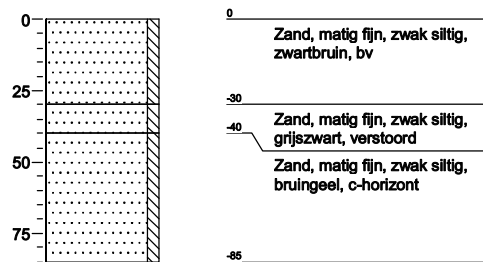 0
25
50
75
0
Zand, matig fijn, zwak siltig,
zwartbruin, bv
-30
Zand, matig fijn, zwak siltig,
grijszwart, verstoord
-40
Zand, matig fijn, zwak siltig,
bruingeel, c-horizont
-85